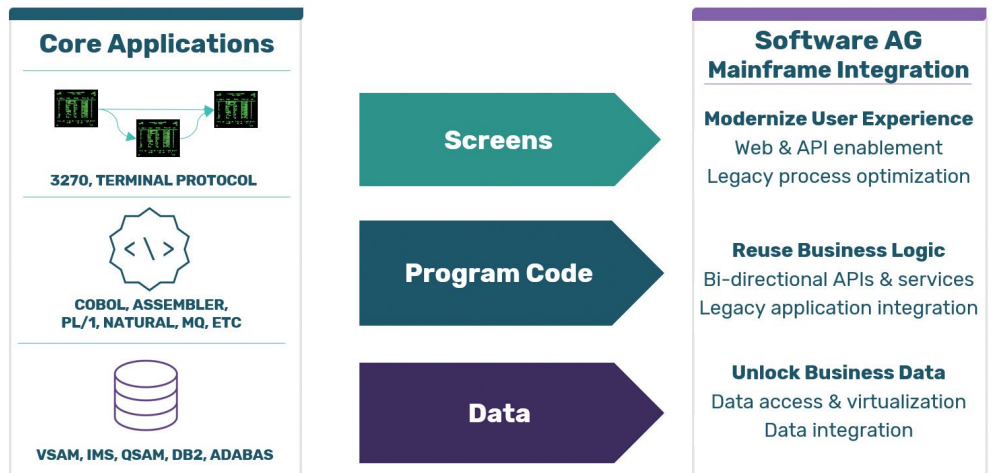 Core Applications
3270, TERMINAL PROTOCOL
< \ >
COBOL, ASSEMBLER,
PL/1, NATURAL, MQ, ETC
VSAM, IMS, QSAM, DB2, ADABAS
Screens
Program Code
Data
Software AG
Mainframe Integration
Modernize User Experience
Web & API enablement
Legacy process optimization
Reuse Business Logic
Bi-directional APIs & services
Legacy application integration
Unlock Business Data
Data access & virtualization
Data integration